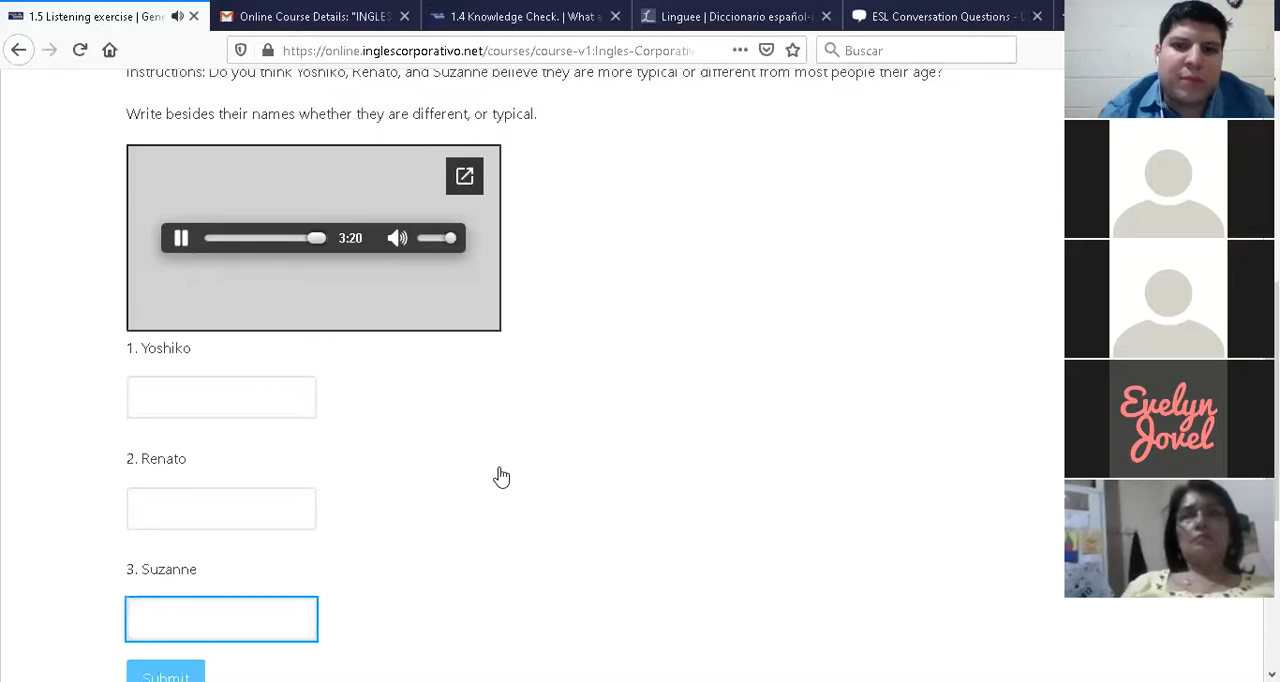 1.5 Listening exercise | Gene
Online Course Details: "INGLES
1.4 Knowledge Check. | What a
Linguee | Diccionario español-
ESL Conversation Questions -
https://online.inglescorporativo.net/courses/course-v1:Ingles-Corporativ
Buscar
Instructions: Do you think Yoshiko, Renato, and Suzanne believe they are more typical or different from most people their age?
Write besides their names whether they are different, or typical.
3:20
1. Yoshiko
2. Renato
3. Suzanne
Submit
Evelyn
Jovel